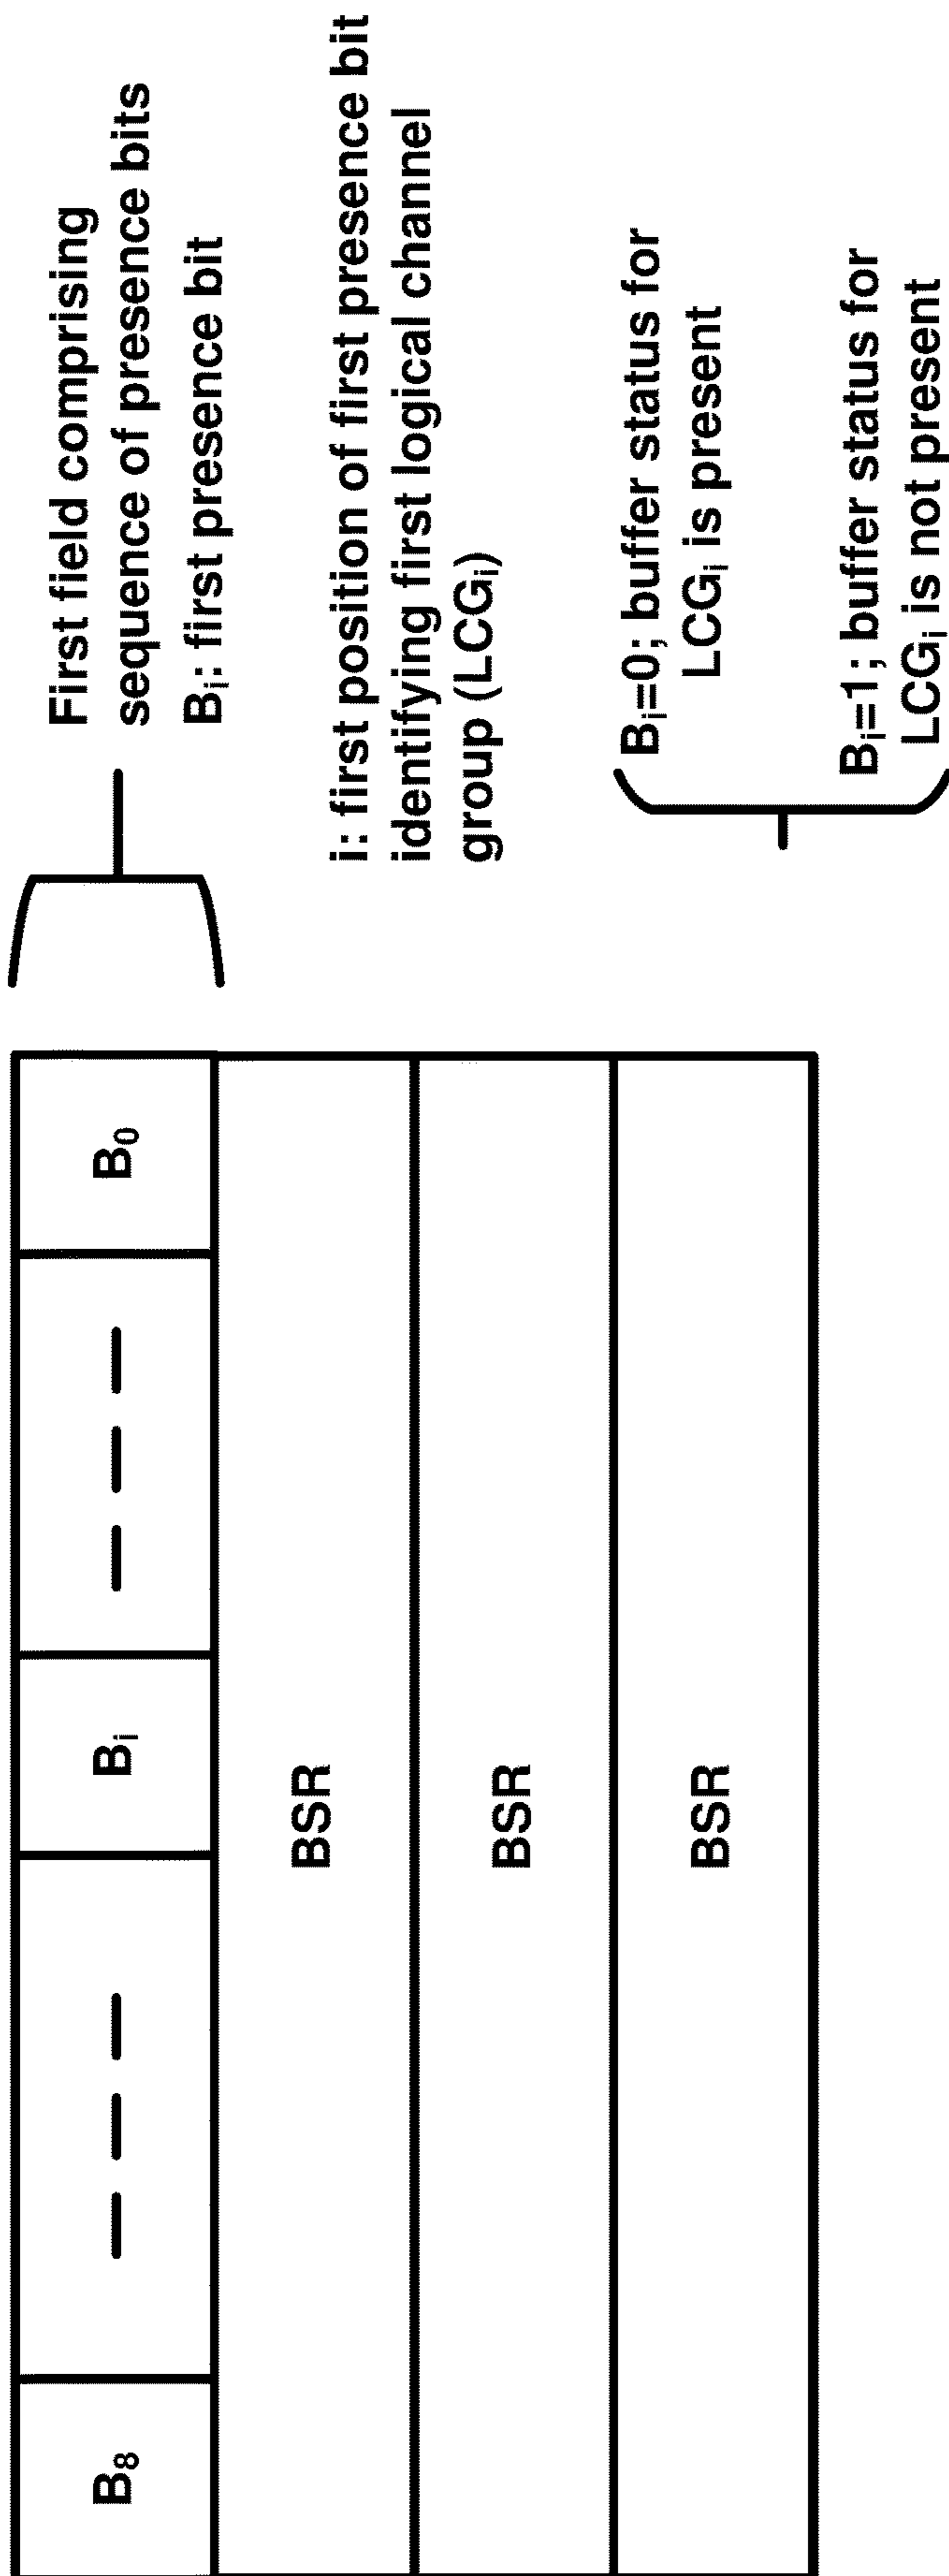 B₈
Bᵢ
B₀
BSR
BSR
BSR
First field comprising
sequence of presence bits
Bᵢ: first presence bit
i: first position of first presence bit
identifying first logical channel
group (LCGᵢ)
Bᵢ=0; buffer status for
LCGᵢ is present
Bᵢ=1; buffer status for
LCGᵢ is not present